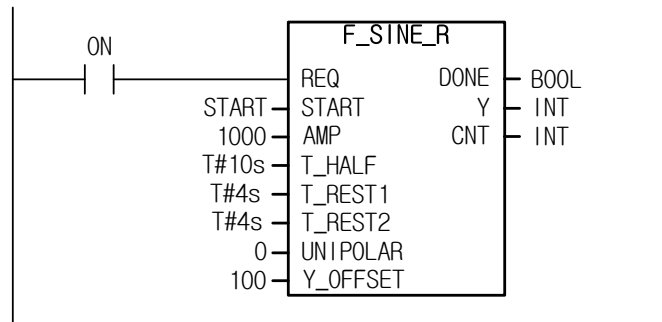 F_SINE_R
ON
REQ DONE BOOL
START START Y INT
1000 AMP CNT INT
T#10s T_HALF
T#4s T_REST1
T#4s T_REST2
0 UNIPOLAR
100 Y_OFFSET